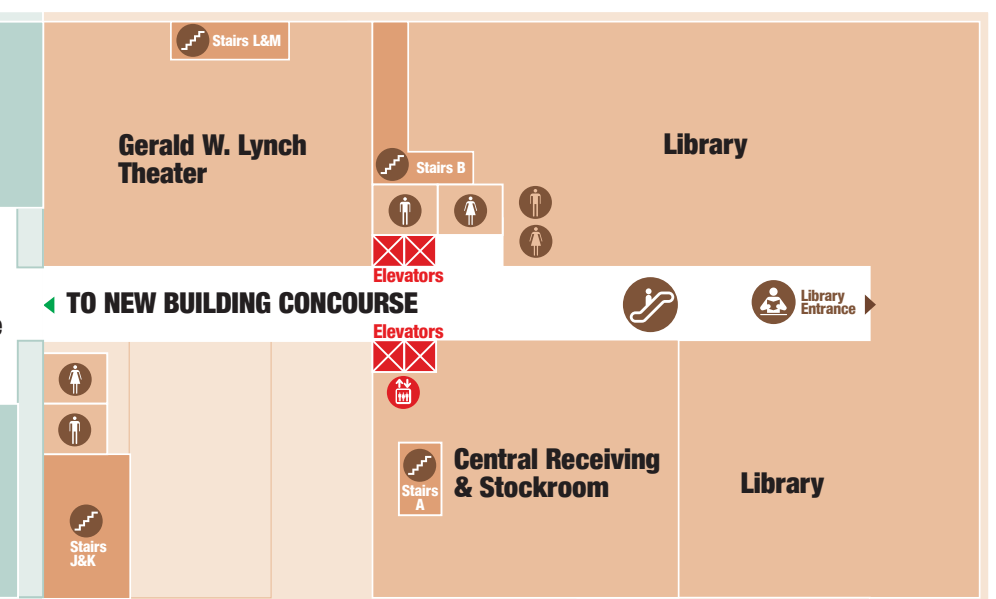 Stairs L&M
Gerald W. Lynch
Theater
Library
Stairs B
Elevators
TO NEW BUILDING CONCOURSE
Library
Entrance
Elevators
Central Receiving
& Stockroom
Stairs
A
Library
Stairs
J&K